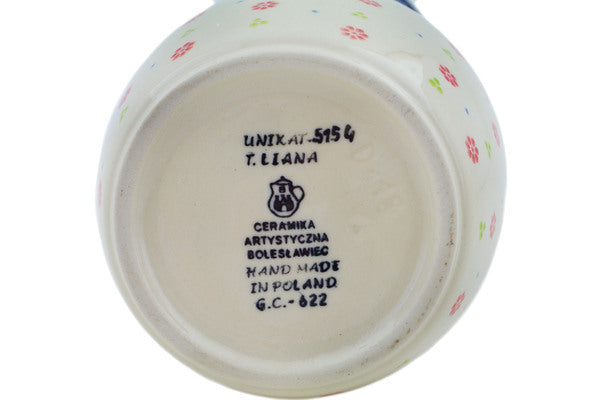 UNIKAT-5154
T. LIANA
CERAMIKA
ARTYSTYCZNA
BOLESŁAWIEC
HAND MADE
IN POLAND
G.C.-622